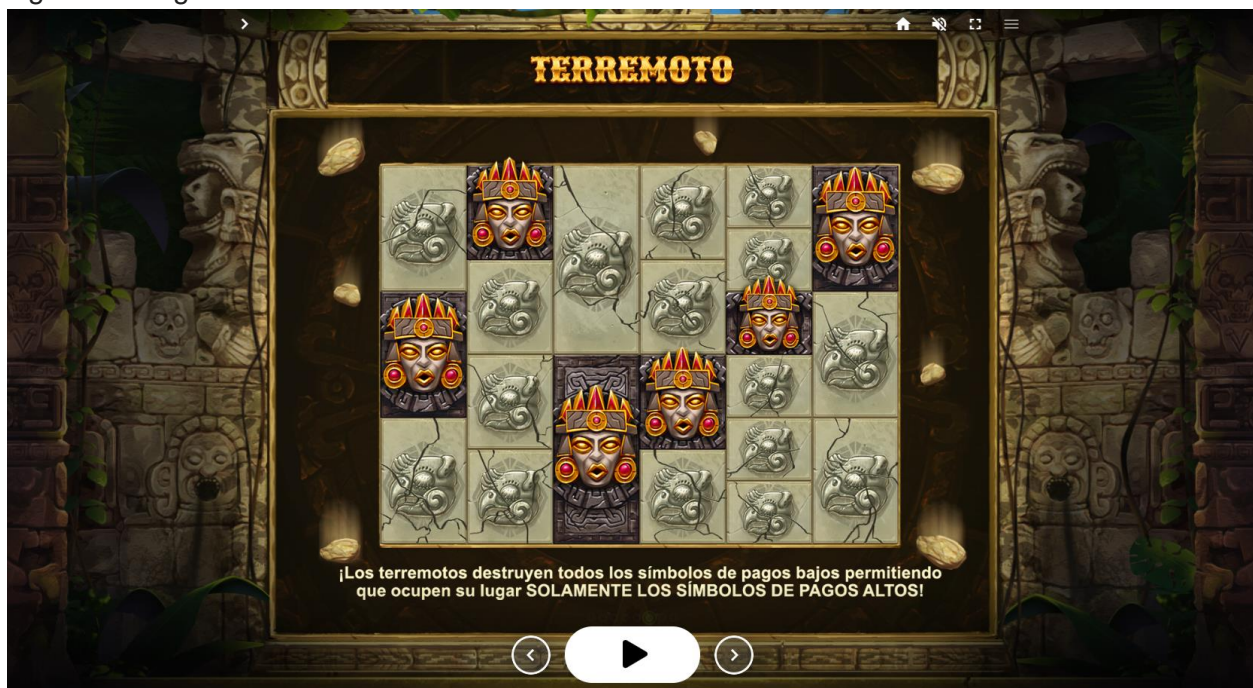 TERREMOTO
¡Los terremotos destruyen todos los símbolos de pagos bajos permitiendo
que ocupen su lugar SOLAMENTE LOS SÍMBOLOS DE PAGOS ALTOS!